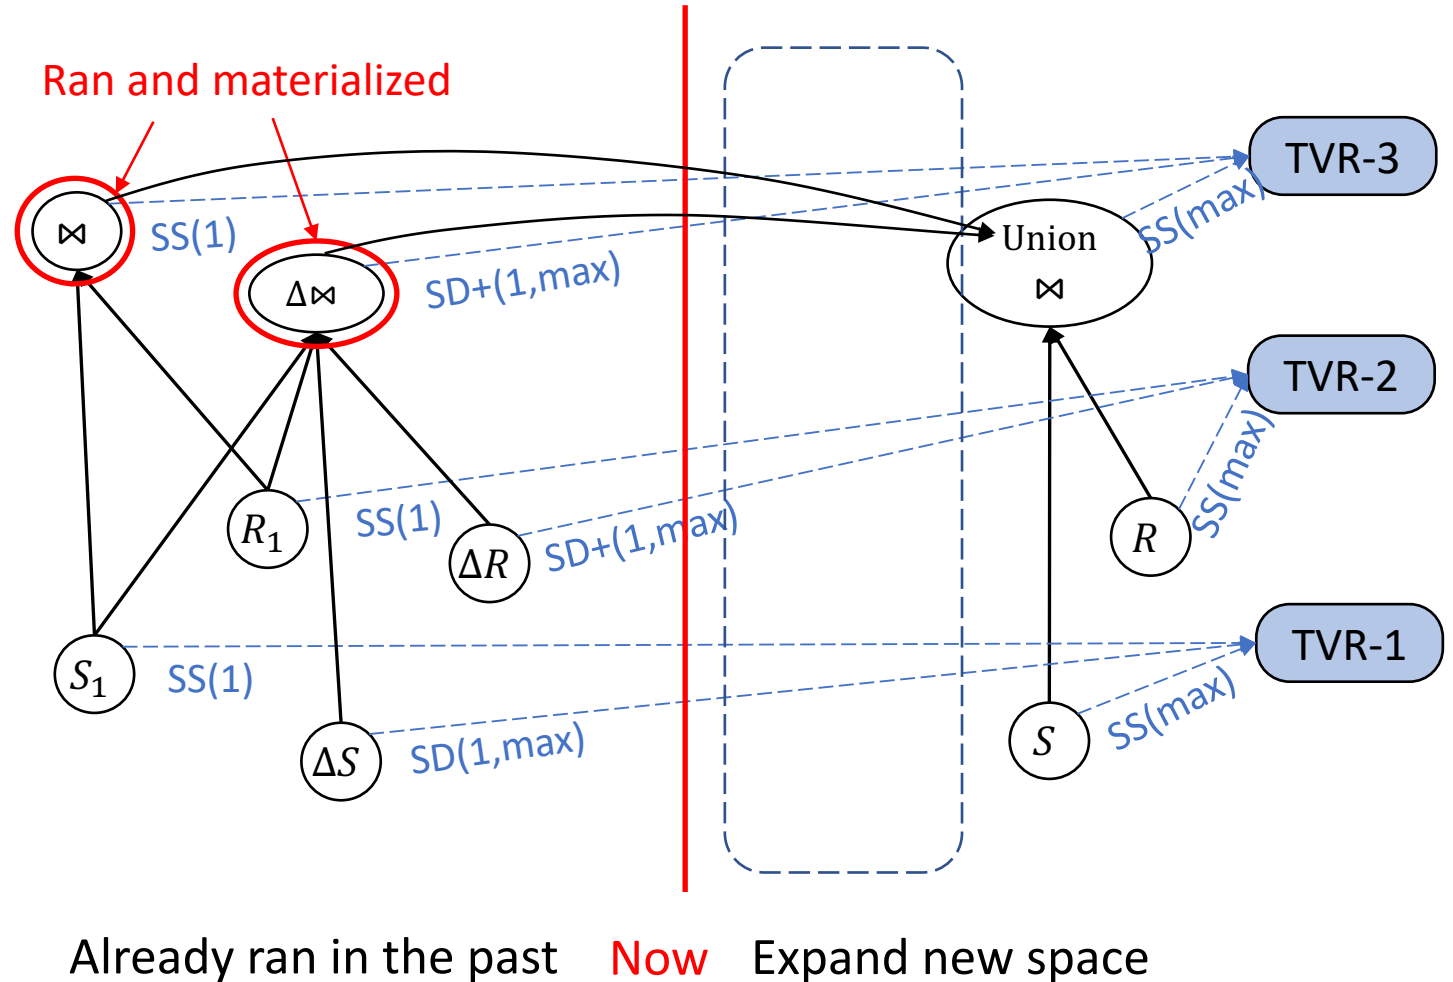 Ran and materialized
TVR-3
⋈
SS(1)
SS(max)
Union
⋈
Δ⋈
SD+(1,max)
TVR-2
SS(max)
R₁
SS(1)
ΔR
SD+(1,max)
R
TVR-1
S₁
SS(1)
SS(max)
ΔS
SD(1,max)
S
Already ran in the past
Now
Expand new space